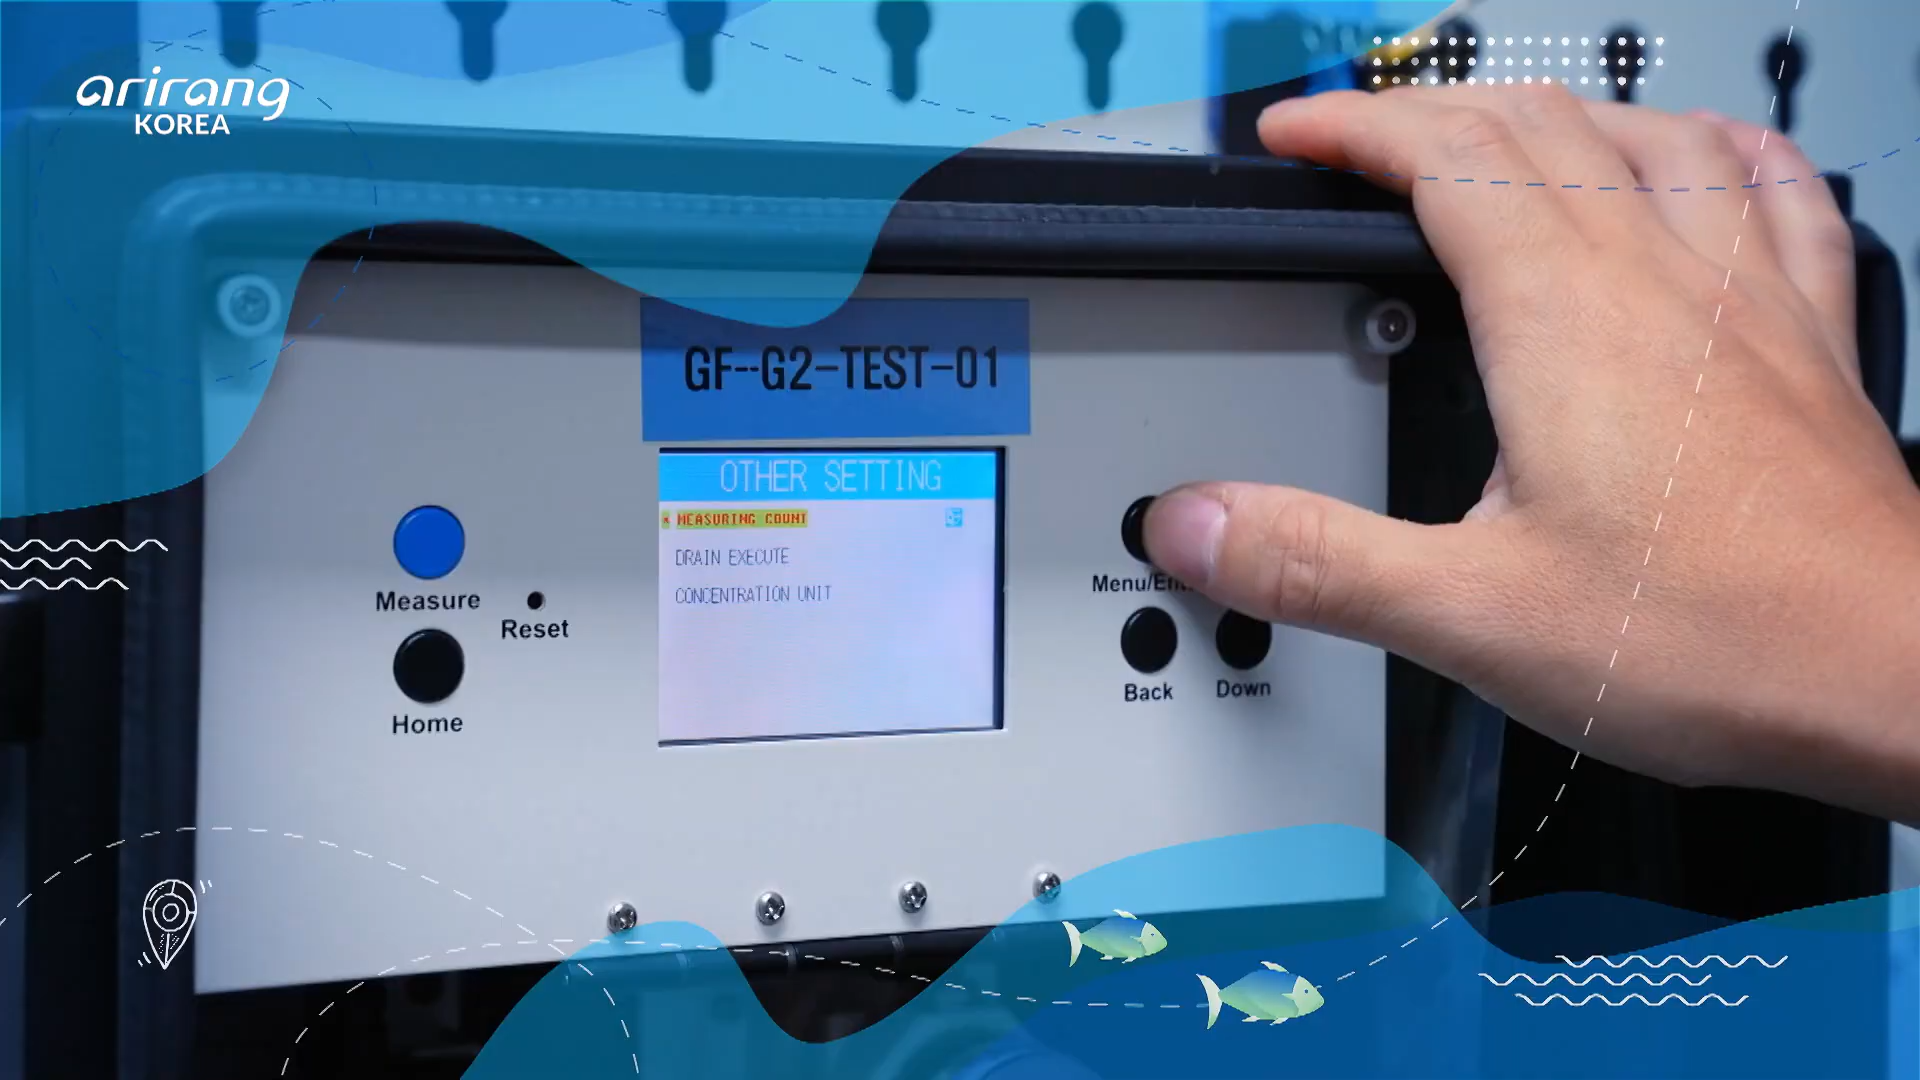 arirang
KOREA
GF--G2-TEST-01
OTHER SETTING
MEASURING COUNT
DRAIN EXECUTE
CONCENTRATION UNIT
Measure
Reset
Home
Back
Down